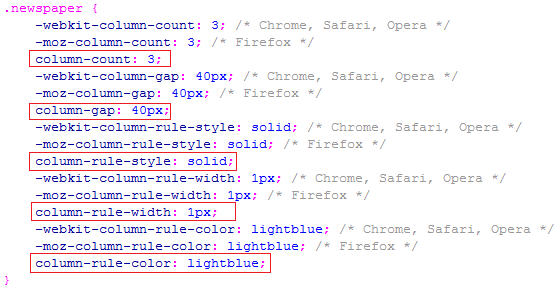 .newspaper {
-webkit-column-count: 3; /* Chrome, Safari, Opera */
-moz-column-count: 3; /* Firefox */
column-count: 3;
-webkit-column-gap: 40px; /* Chrome, Safari, Opera */
-moz-column-gap: 40px; /* Firefox */
column-gap: 40px;
-webkit-column-rule-style: solid; /* Chrome, Safari, Opera */
-moz-column-rule-style: solid; /* Firefox */
column-rule-style: solid;
-webkit-column-rule-width: 1px; /* Chrome, Safari, Opera */
-moz-column-rule-width: 1px; /* Firefox */
column-rule-width: 1px;
-webkit-column-rule-color: lightblue; /* Chrome, Safari, Opera */
-moz-column-rule-color: lightblue; /* Firefox */
column-rule-color: lightblue;
}